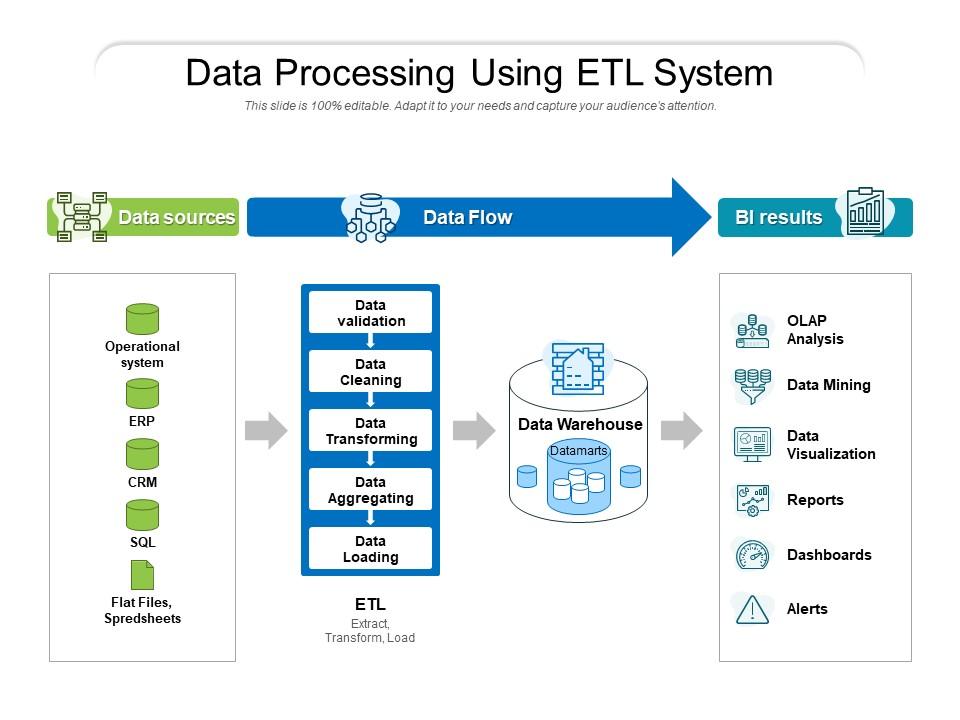 Data Processing Using ETL System
This slide is 100% editable. Adapt it to your needs and capture your audience's attention.
Data sources
Data Flow
BI results
Operational
system
ERP
CRM
SQL
Flat Files,
Spredsheets
Data
validation
Data
Cleaning
Data
Transforming
Data
Aggregating
Data
Loading
ETL
Extract,
Transform, Load
Data Warehouse
Datamarts
OLAP
Analysis
Data Mining
Data
Visualization
Reports
Dashboards
Alerts